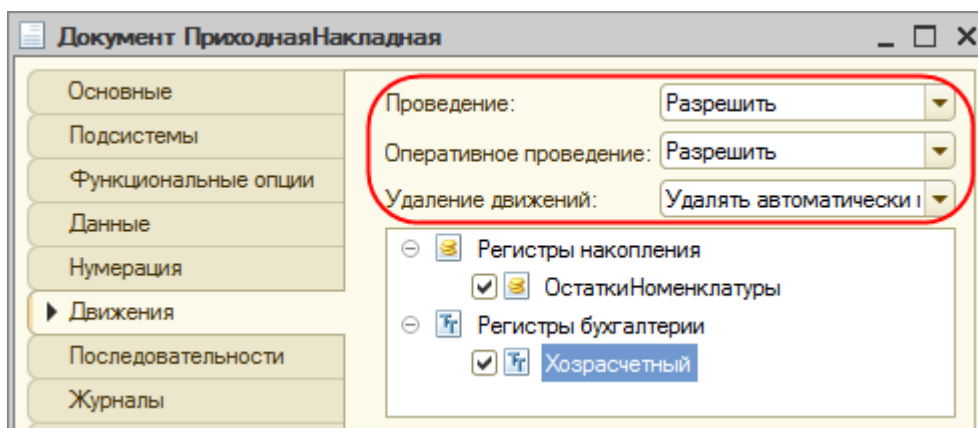 Документ ПриходнаяНакладная
Основные
Подсистемы
Функциональные опции
Данные
Нумерация
Движения
Последовательности
Журналы
Проведение: Разрешить
Оперативное проведение: Разрешить
Удаление движений: Удалять автоматически
Регистры накопления
ОстаткиНоменклатуры
Регистры бухгалтерии
Хозрасчетный